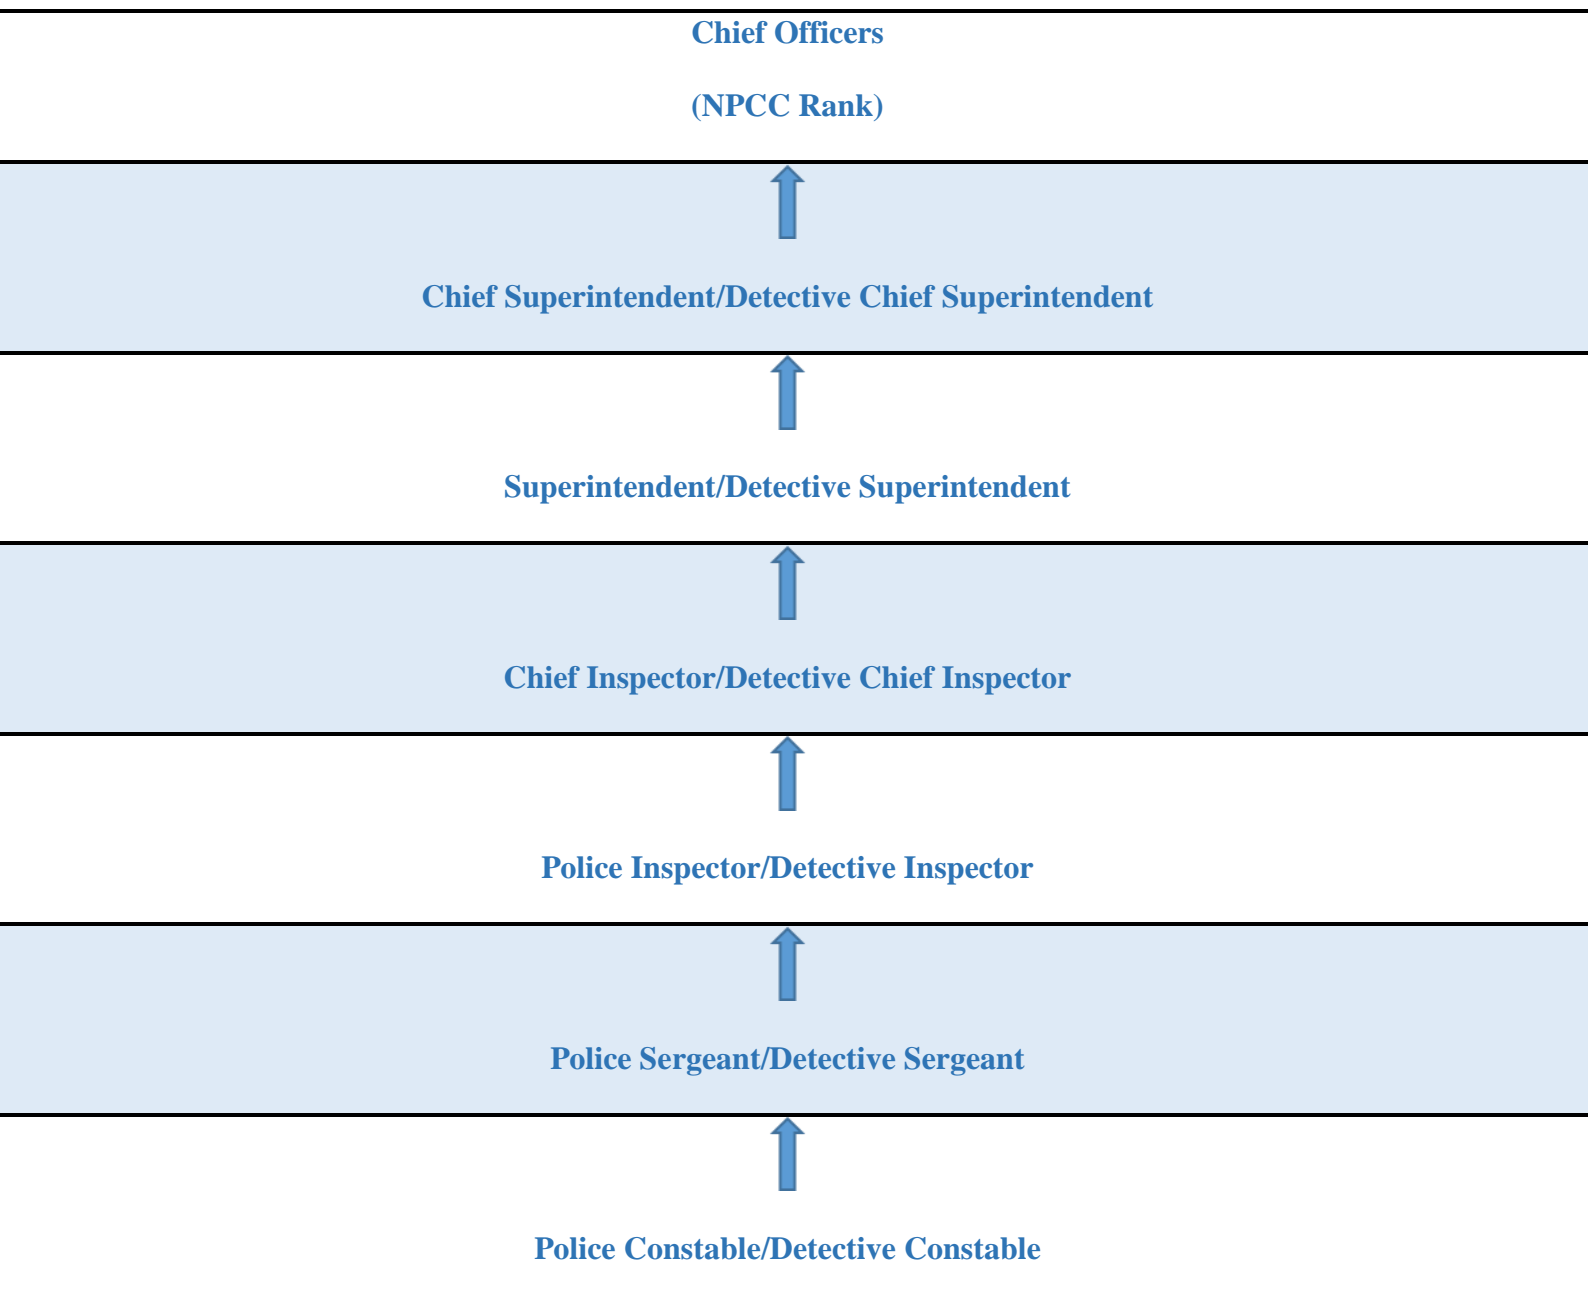 Chief Officers
(NPCC Rank)
Chief Superintendent/Detective Chief Superintendent
Superintendent/Detective Superintendent
Chief Inspector/Detective Chief Inspector
Police Inspector/Detective Inspector
Police Sergeant/Detective Sergeant
Police Constable/Detective Constable